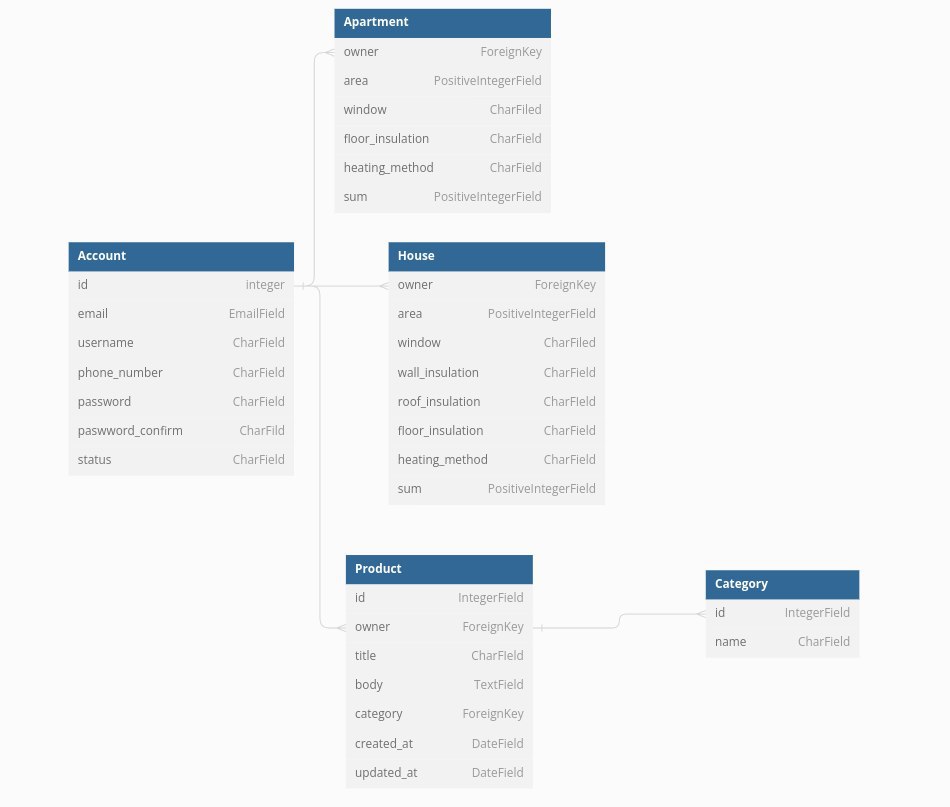 Apartment
owner ForeignKey
area PositiveIntegerField
window CharFiled
floor_insulation CharField
heating_method CharField
sum PositiveIntegerField
Account
id integer
email EmailField
username CharField
phone_number CharField
password CharField
paswword_confirm CharFild
status CharField
House
owner ForeignKey
area PositiveIntegerField
window CharFiled
wall_insulation CharField
roof_insulation CharField
floor_insulation CharField
heating_method CharField
sum PositiveIntegerField
Product
id IntegerField
owner ForeignKey
title CharField
body TextField
category ForeignKey
created_at DateField
updated_at DateField
Category
id IntegerField
name CharField